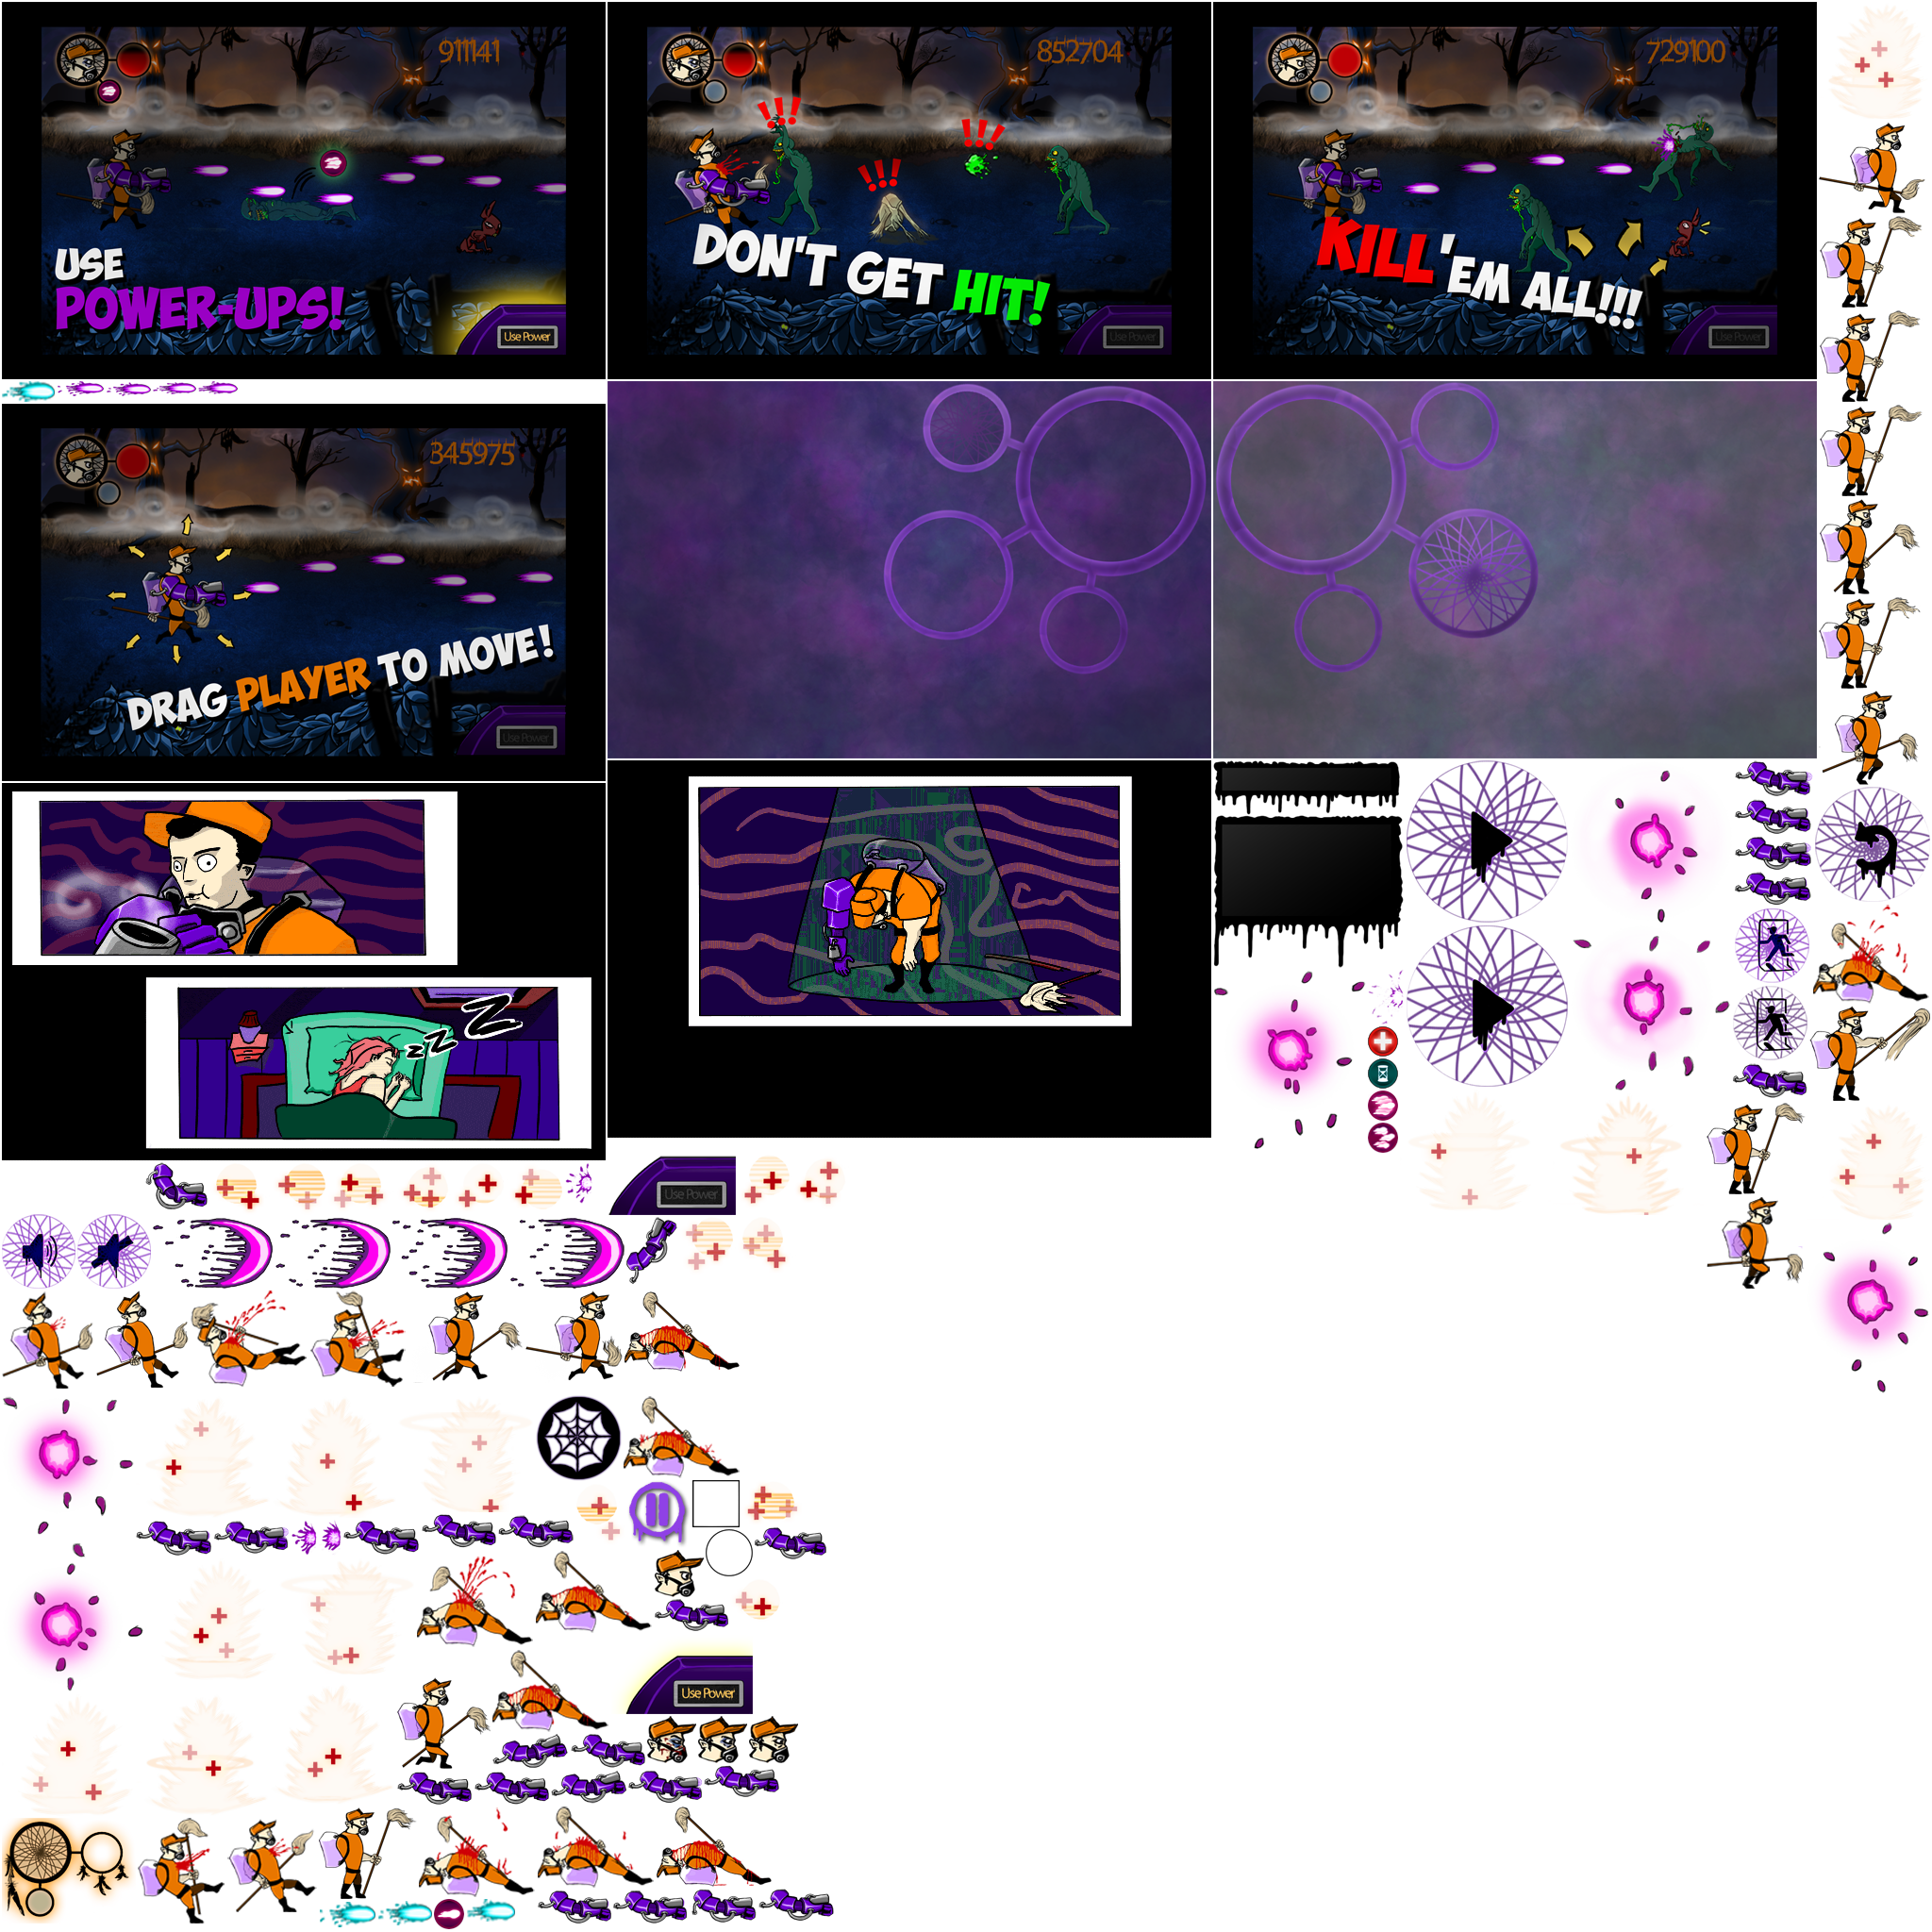 911141
USE
POWER-UPS!
Use Power
852704
!!!
!!!
!!!
DON'T GET HIT!
Use Power
729100
KILL'EM ALL!!!
Use Power
345975
DRAG PLAYER TO MOVE!
Use Power
z z Z
Use Power
Use Power